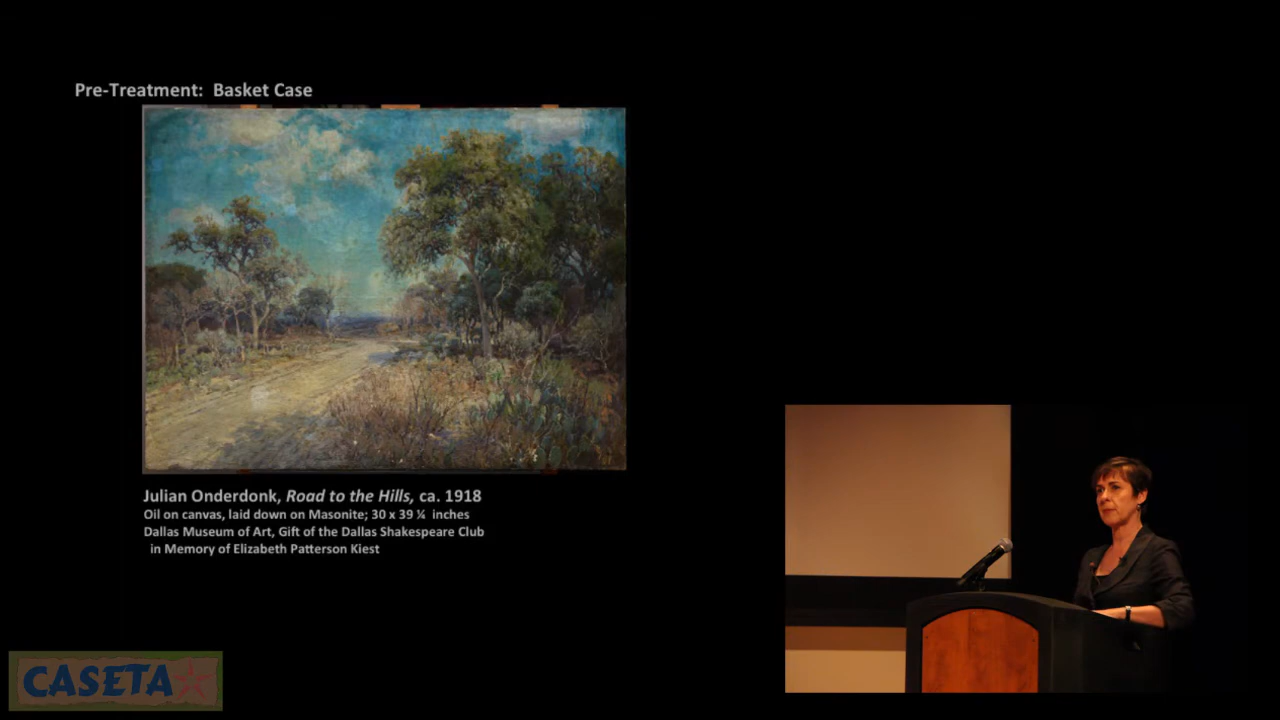 Pre-Treatment: Basket Case
Julian Onderdonk, Road to the Hills, ca. 1918
Oil on canvas, laid down on Masonite; 30 x 39 ¼ inches
Dallas Museum of Art, Gift of the Dallas Shakespeare Club
in Memory of Elizabeth Patterson Kiest
CASETA